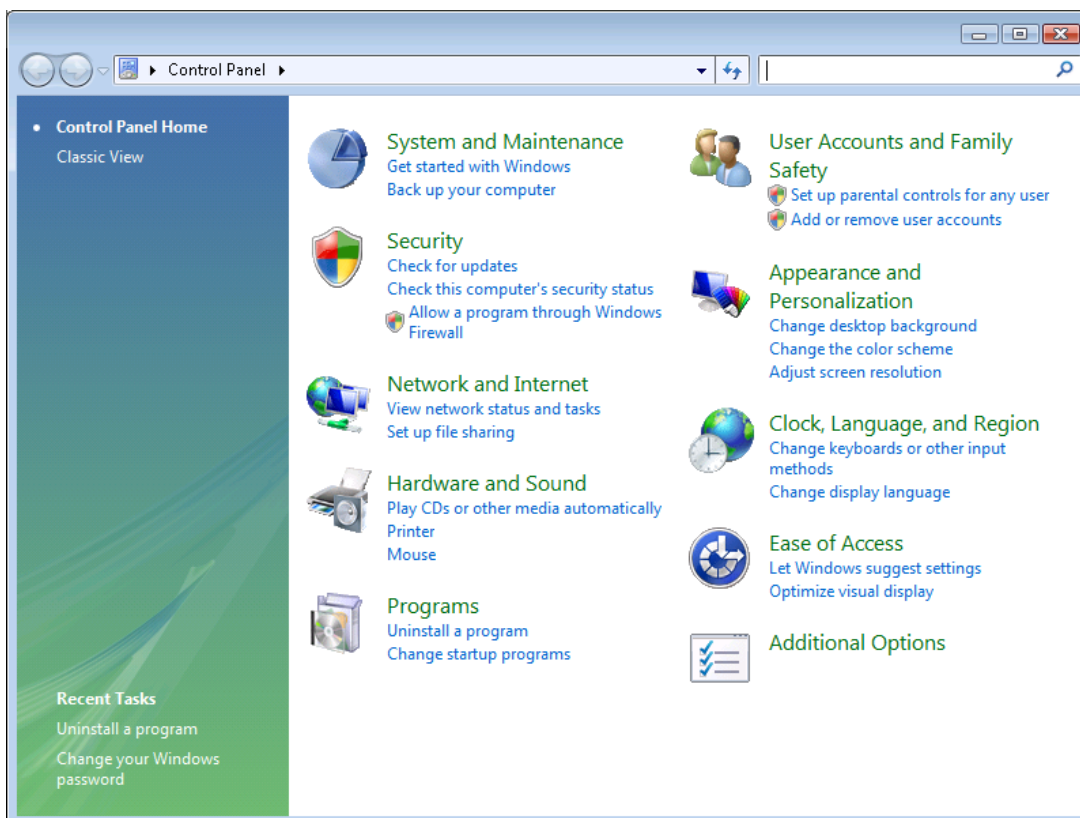 Control Panel
Control Panel Home
Classic View
Recent Tasks
Uninstall a program
Change your Windows
password
System and Maintenance
Get started with Windows
Back up your computer
Security
Check for updates
Check this computer's security status
Allow a program through Windows
Firewall
Network and Internet
View network status and tasks
Set up file sharing
Hardware and Sound
Play CDs or other media automatically
Printer
Mouse
Programs
Uninstall a program
Change startup programs
User Accounts and Family
Safety
Set up parental controls for any user
Add or remove user accounts
Appearance and
Personalization
Change desktop background
Change the color scheme
Adjust screen resolution
Clock, Language, and Region
Change keyboards or other input
methods
Change display language
Ease of Access
Let Windows suggest settings
Optimize visual display
Additional Options